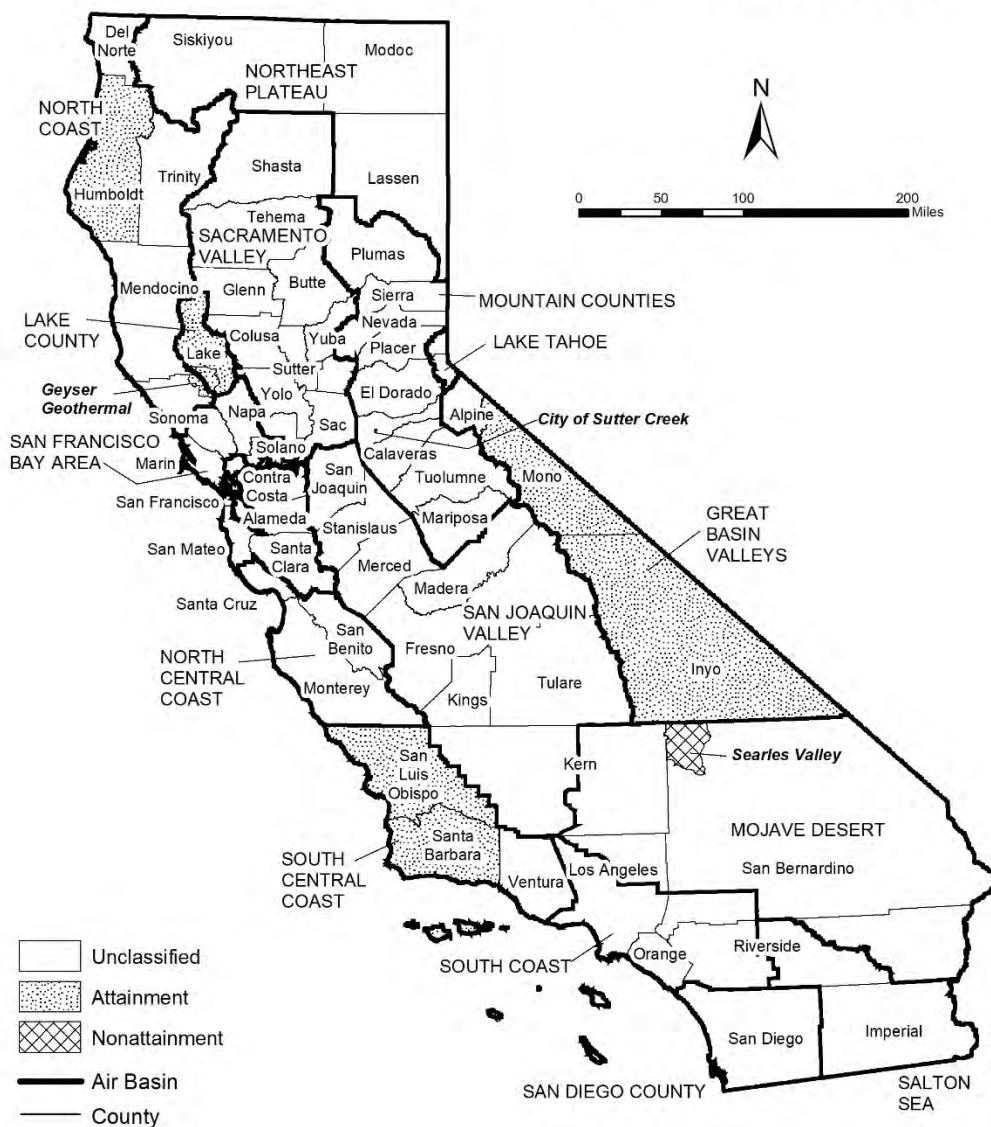 Del
Norte
Siskiyou
Modoc
NORTHEAST
PLATEAU
NORTH
COAST
N
Shasta
Trinity
Lassen
Humboldt
0
50
100
200
Miles
Tehema
SACRAMENTO
VALLEY
Plumas
Butte
Mendocino
Glenn
Sierra
MOUNTAIN COUNTIES
LAKE
COUNTY
Nevada
Colusa
Yuba
Placer
LAKE TAHOE
Lake
Sutter
Geyser
Geothermal
Yolo
El Dorado
Napa
Alpine
City of Sutter Creek
Sonoma
Sac
SAN FRANCISCO
BAY AREA
Solano
Calaveras
Marin
Contra
Costa
San
Joaquin
Tuolumne
Mono
San Francisco
Alameda
Stanislaus
Mariposa
GREAT
BASIN
VALLEYS
San Mateo
Santa
Clara
Merced
Madera
Santa Cruz
SAN JOAQUIN
VALLEY
San
Benito
NORTH
CENTRAL
COAST
Fresno
Inyo
Monterey
Kings
Tulare
San
Luis
Obispo
Kern
Searles Valley
Santa
Barbara
MOJAVE DESERT
SOUTH
CENTRAL
COAST
Ventura
Los Angeles
San Bernardino
Orange
Riverside
SOUTH COAST
San Diego
Imperial
SAN DIEGO COUNTY
SALTON
SEA
Unclassified
Attainment
Nonattainment
Air Basin
County